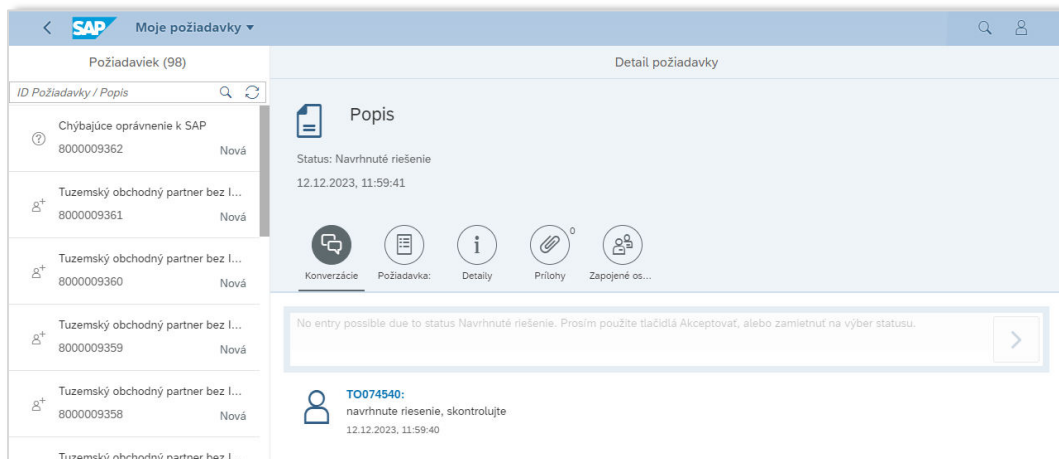 SAP Moje požiadavky
Požiadaviek (98)
ID Požiadavky / Popis
Chýbajúce oprávnenie k SAP
8000009362 Nová
Tuzemský obchodný partner bez I...
8000009361 Nová
Tuzemský obchodný partner bez I...
8000009360 Nová
Tuzemský obchodný partner bez I...
8000009359 Nová
Tuzemský obchodný partner bez I...
8000009358 Nová
Tuzemský obchodný partner bez I...
Detail požiadavky
Popis
Status: Navrhnuté riešenie
12.12.2023, 11:59:41
0
Konverzácie Požiadavka: Detaily Prílohy Zapojené os...
No entry possible due to status Navrhnuté riešenie. Prosím použite tlačidlá Akceptovať, alebo zamietnuť na výber statusu.
TO074540:
navrhnute riesenie, skontrolujte
12.12.2023, 11:59:40